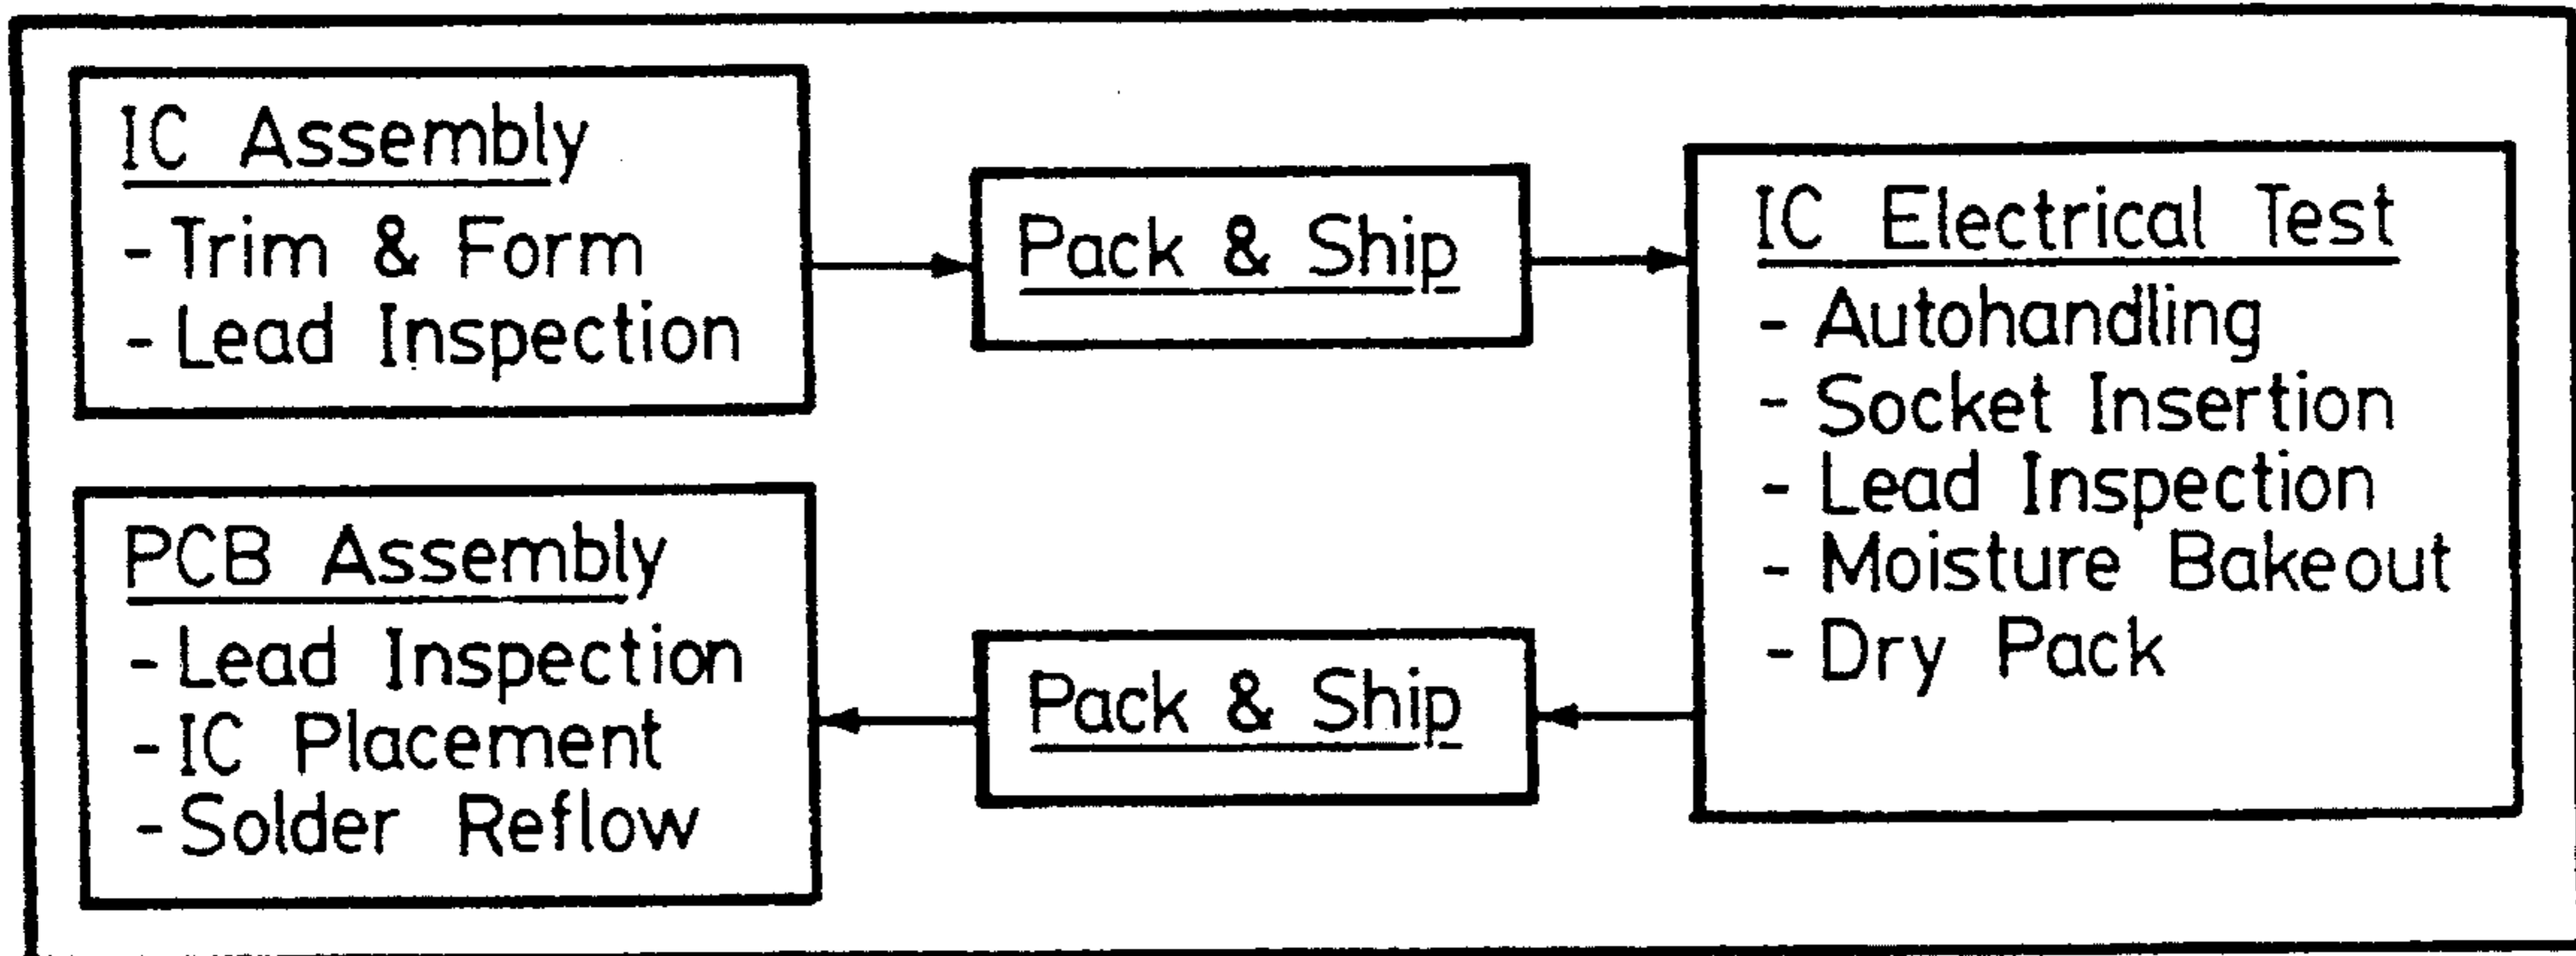 IC Assembly
- Trim & Form
- Lead Inspection
Pack & Ship
IC Electrical Test
- Autohandling
- Socket Insertion
- Lead Inspection
- Moisture Bakeout
- Dry Pack
Pack & Ship
PCB Assembly
- Lead Inspection
- IC Placement
- Solder Reflow